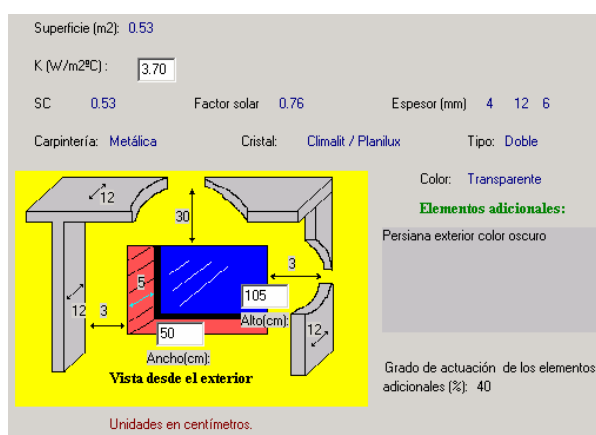 Superficie (m2): 0.53
K (W/m2ºC) : 3.70
SC 0.53 Factor solar 0.76 Espesor (mm) 4 12 6
Carpintería: Metálica Cristal: Climalit / Planilux Tipo: Doble
Color: Transparente
Elementos adicionales:
Persiana exterior color oscuro
12
30
3
5
105
Alto(cm):
12 3
50
12
Ancho(cm):
Vista desde el exterior
Grado de actuación de los elementos
adicionales (%): 40
Unidades en centímetros.